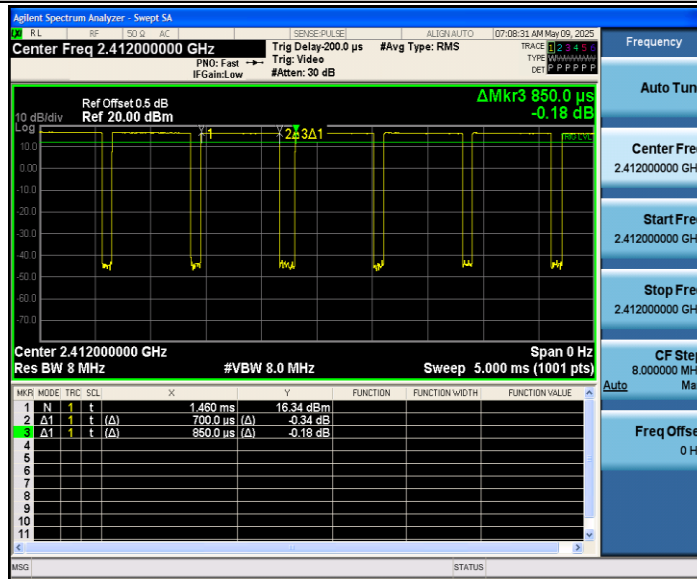 Agilent Spectrum Analyzer - Swept SA
RL RF 50 Ω AC SENSE:PULSE ALIGNAUTO 07:08:31 AM May 09, 2025
Center Freq 2.412000000 GHz Trig Delay-200.0 µs #Avg Type: RMS TRACE 1 2 3 4 5 6
PNO: Fast Trig: Video TYPE
IFGain:Low #Atten: 30 dB DET P P P P P P
ΔMkr3 850.0 µs
Ref Offset 0.5 dB
10 dB/div Ref 20.00 dBm -0.18 dB
Log
1 2 3Δ1
TRIG LVL
10.0
0.00
-10.0
-20.0
-30.0
-40.0
-50.0
-60.0
-70.0
Center 2.412000000 GHz Span 0 Hz
Res BW 8 MHz #VBW 8.0 MHz Sweep 5.000 ms (1001 pts)
MKR MODE TRC SCL X Y FUNCTION FUNCTION WIDTH FUNCTION VALUE
1 N 1 t 1.460 ms 16.34 dBm
2 Δ1 1 t (Δ) 700.0 µs (Δ) -0.34 dB
3 Δ1 1 t (Δ) 850.0 µs (Δ) -0.18 dB
4
5
6
7
8
9
10
11
MSG STATUS
Frequency
Auto Tun
Center Fre
2.412000000 GH
Start Fre
2.412000000 GH
Stop Fre
2.412000000 GH
CF Ste
8.000000 MH
Auto Ma
Freq Offse
0 H